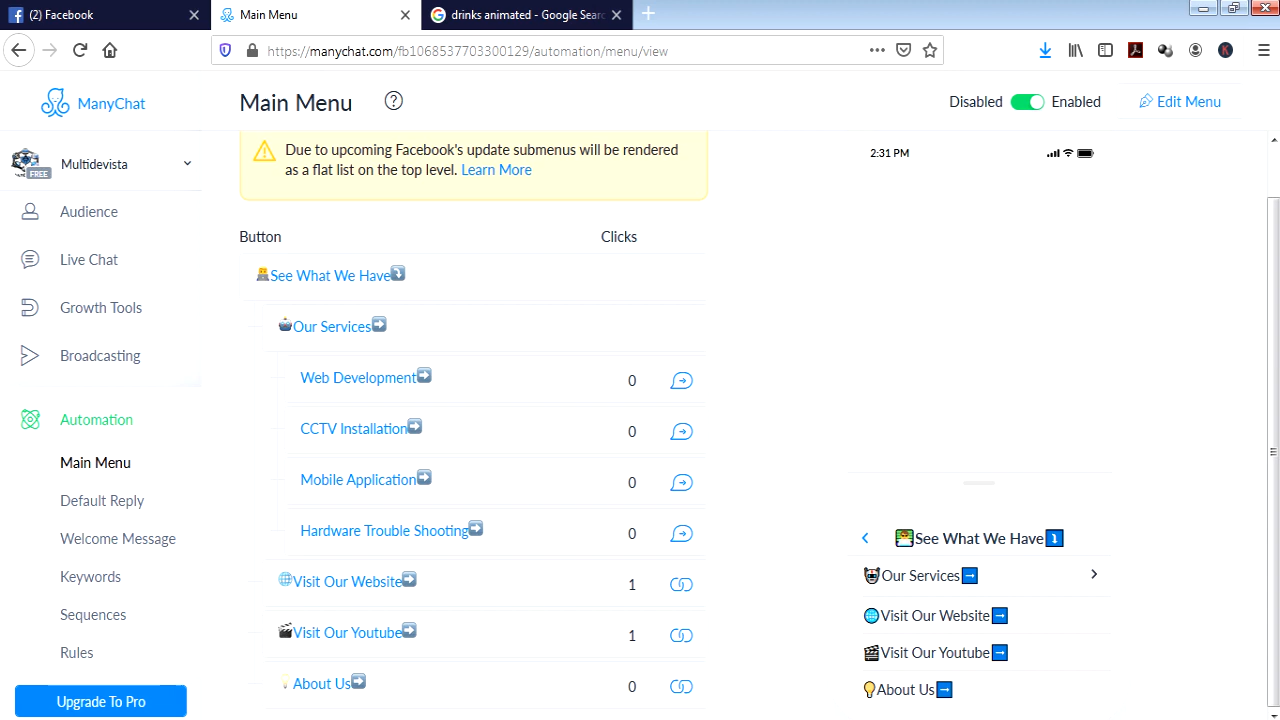 (2) Facebook
Main Menu
drinks animated - Google Searc
https://manychat.com/fb1068537703300129/automation/menu/view
K
ManyChat
Main Menu
?
Disabled
Enabled
Edit Menu
Multidevista
FREE
Audience
Live Chat
Growth Tools
Broadcasting
Automation
Main Menu
Default Reply
Welcome Message
Keywords
Sequences
Rules
Upgrade To Pro
Due to upcoming Facebook's update submenus will be rendered
as a flat list on the top level. Learn More
Button Clicks
See What We Have
Our Services
Web Development 0
CCTV Installation 0
Mobile Application 0
Hardware Trouble Shooting 0
Visit Our Website 1
Visit Our Youtube 1
About Us 0
2:31 PM
See What We Have
Our Services
Visit Our Website
Visit Our Youtube
About Us